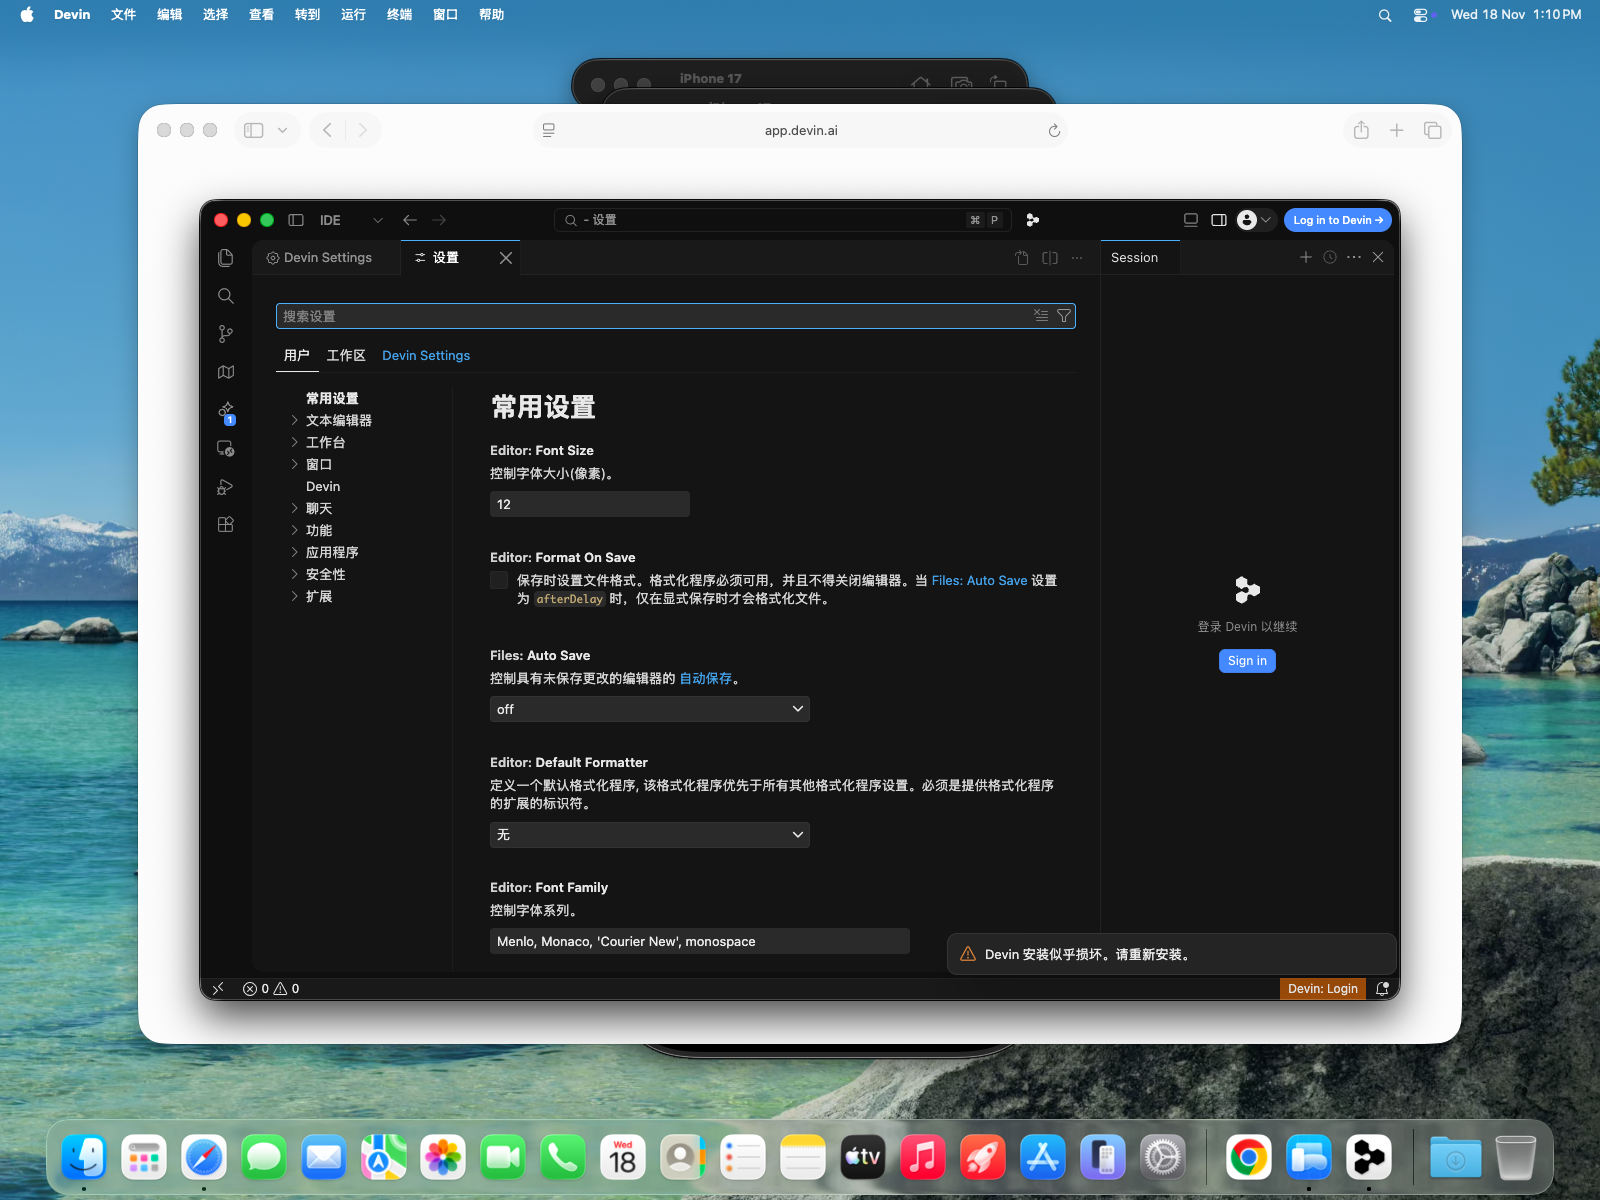 Devin 文件 编辑 选择 查看 转到 运行 终端 窗口 帮助
Wed 18 Nov 1:10 PM
iPhone 17
app.devin.ai
IDE
- 设置
⌘ P
Log in to Devin →
Devin Settings
设置
Session
搜索设置
用户 工作区 Devin Settings
常用设置
文本编辑器
工作台
窗口
Devin
聊天
功能
应用程序
安全性
扩展
常用设置
Editor: Font Size
控制字体大小(像素)。
12
Editor: Format On Save
保存时设置文件格式。格式化程序必须可用，并且不得关闭编辑器。当 Files: Auto Save 设置
为 afterDelay 时，仅在显式保存时才会格式化文件。
Files: Auto Save
控制具有未保存更改的编辑器的 自动保存。
off
Editor: Default Formatter
定义一个默认格式化程序, 该格式化程序优先于所有其他格式化程序设置。必须是提供格式化程序
的扩展的标识符。
无
Editor: Font Family
控制字体系列。
Menlo, Monaco, 'Courier New', monospace
1
登录 Devin 以继续
Sign in
Devin 安装似乎损坏。请重新安装。
0 0
Devin: Login
Wed
18
tv